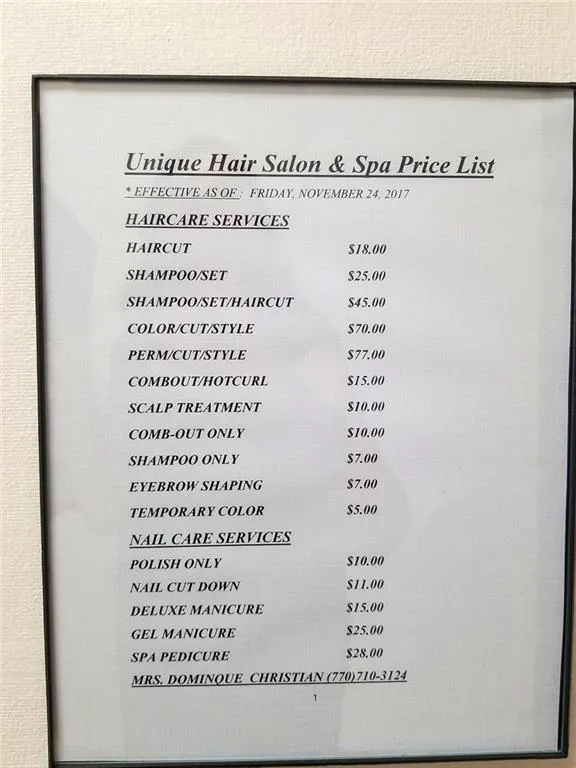 Unique Hair Salon & Spa Price List
* EFFECTIVE AS OF : FRIDAY, NOVEMBER 24, 2017
HAIRCARE SERVICES
HAIRCUT $18.00
SHAMPOO/SET $25.00
SHAMPOO/SET/HAIRCUT $45.00
COLOR/CUT/STYLE $70.00
PERM/CUT/STYLE $77.00
COMBOUT/HOTCURL $15.00
SCALP TREATMENT $10.00
COMB-OUT ONLY $10.00
SHAMPOO ONLY $7.00
EYEBROW SHAPING $7.00
TEMPORARY COLOR $5.00
NAIL CARE SERVICES
POLISH ONLY $10.00
NAIL CUT DOWN $11.00
DELUXE MANICURE $15.00
GEL MANICURE $25.00
SPA PEDICURE $28.00
MRS. DOMINQUE CHRISTIAN (770)710-3124
1